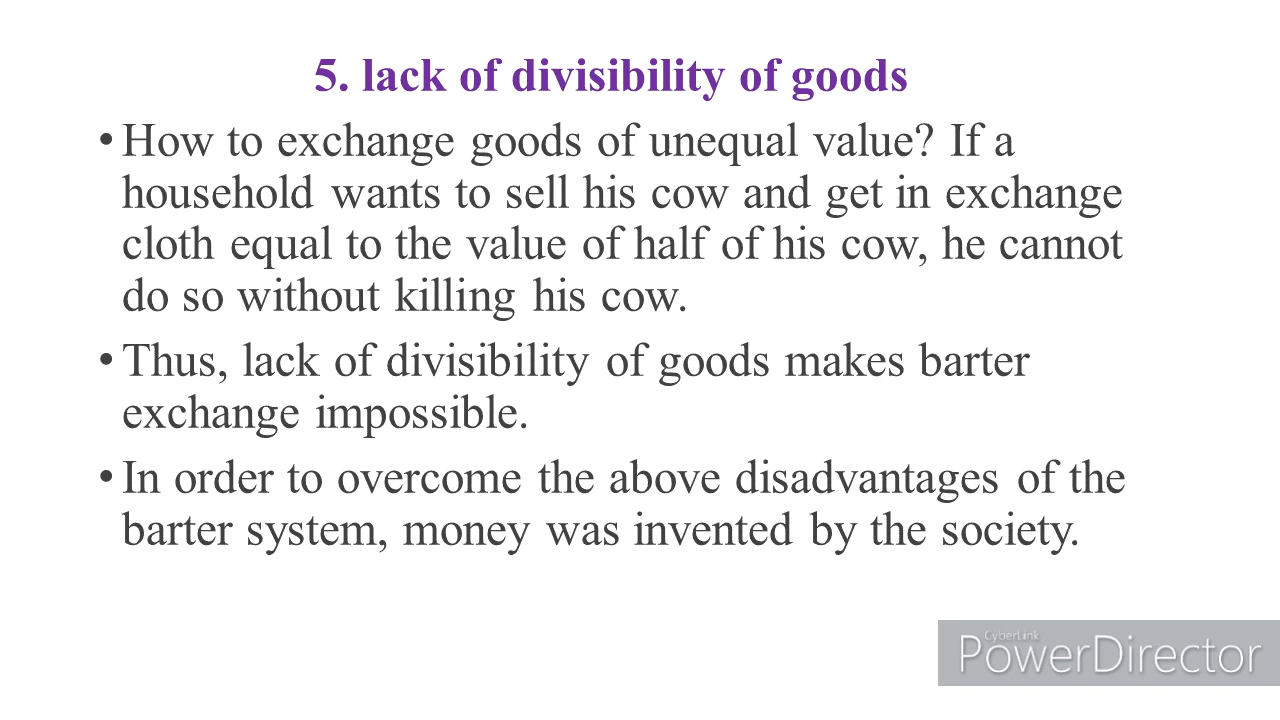 5. lack of divisibility of goods
• How to exchange goods of unequal value? If a
household wants to sell his cow and get in exchange
cloth equal to the value of half of his cow, he cannot
do so without killing his cow.
• Thus, lack of divisibility of goods makes barter
exchange impossible.
• In order to overcome the above disadvantages of the
barter system, money was invented by the society.
CyberLink
PowerDirector